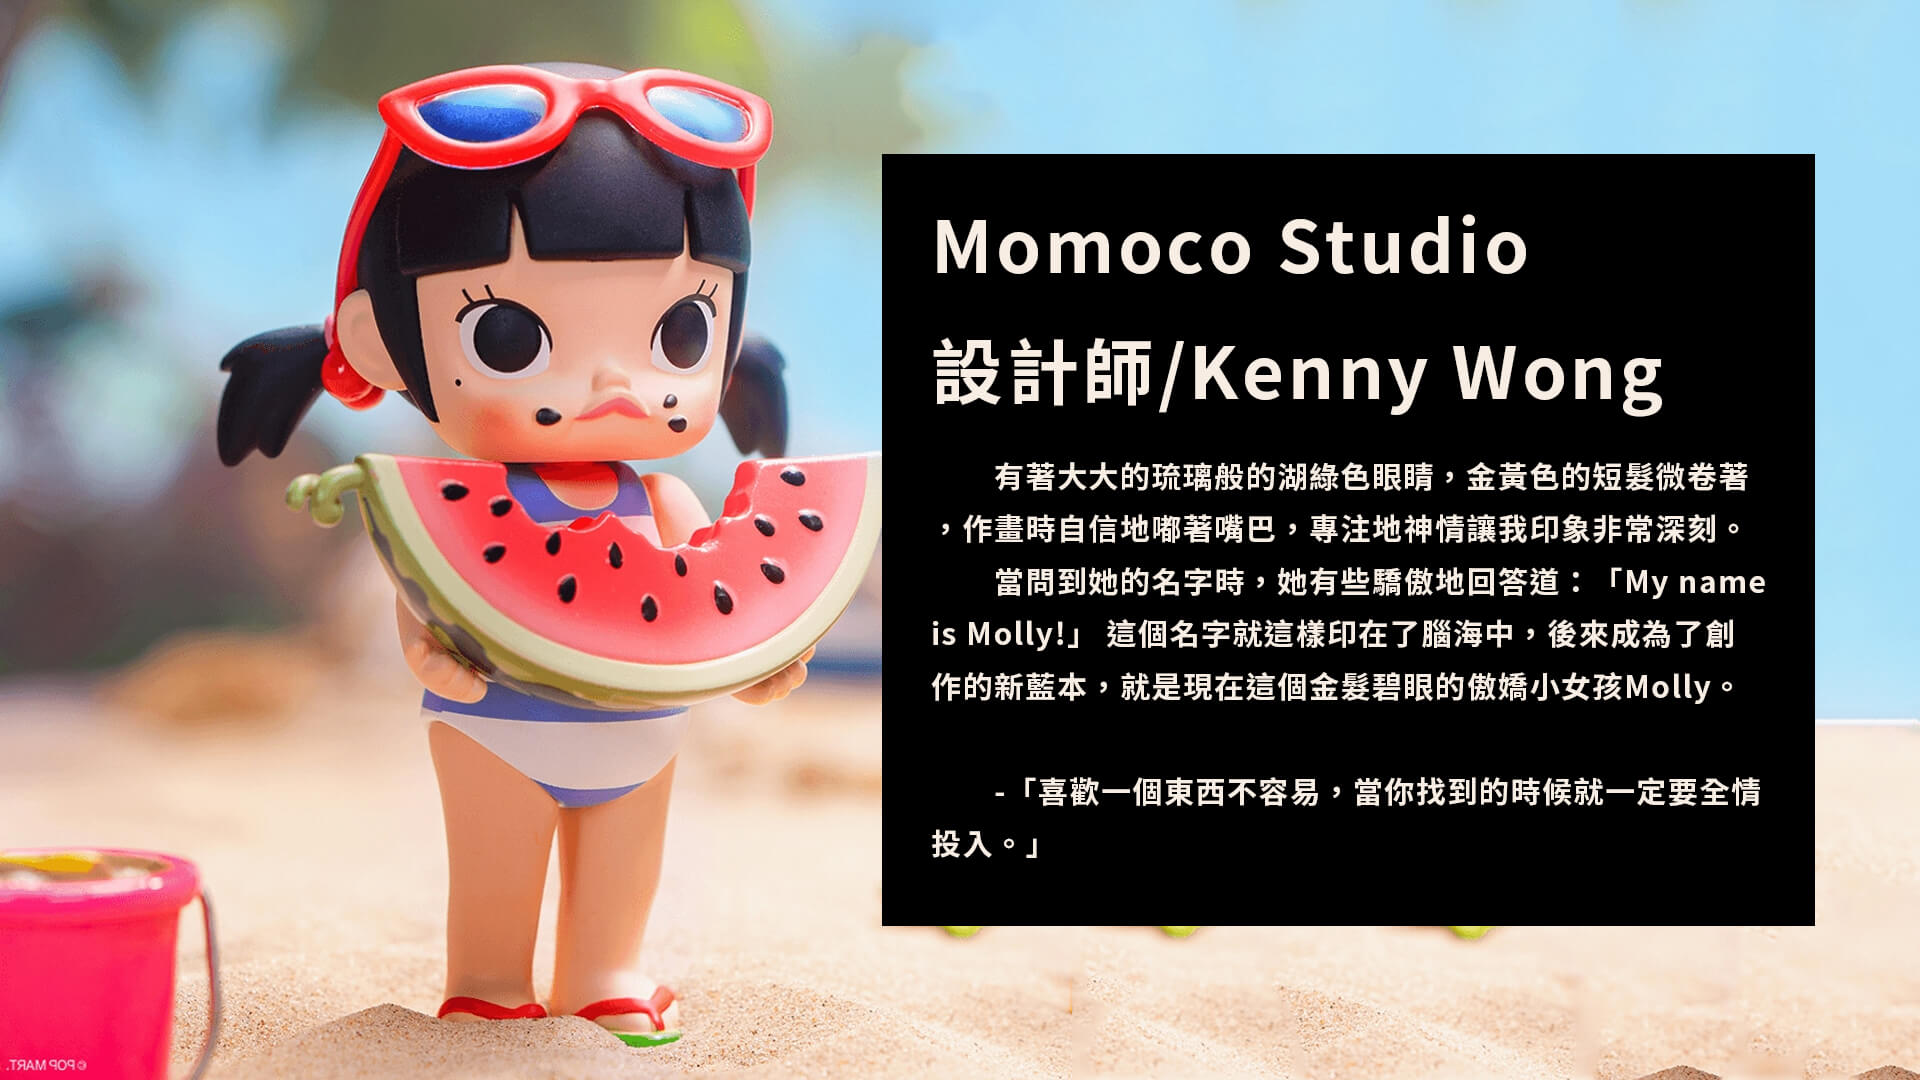 Momoco Studio
設計師/Kenny Wong
有著大大的琉璃般的湖綠色眼睛，金黃色的短髮微卷著
，作畫時自信地嘟著嘴巴，專注地神情讓我印象非常深刻。
當問到她的名字時，她有些驕傲地回答道：「My name
is Molly!」 這個名字就這樣印在了腦海中，後來成為了創
作的新藍本，就是現在這個金髮碧眼的傲嬌小女孩Molly。
-「喜歡一個東西不容易，當你找到的時候就一定要全情
投入。」
© POP MART.